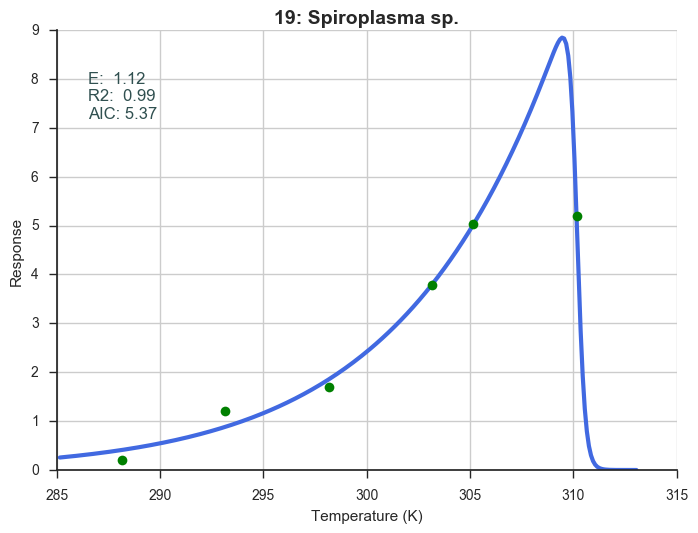 19: Spiroplasma sp.
E:  1.12
R2:  0.99
AIC: 5.37
Response
9
8
7
6
5
4
3
2
1
0
285 290 295 300 305 310 315
Temperature (K)